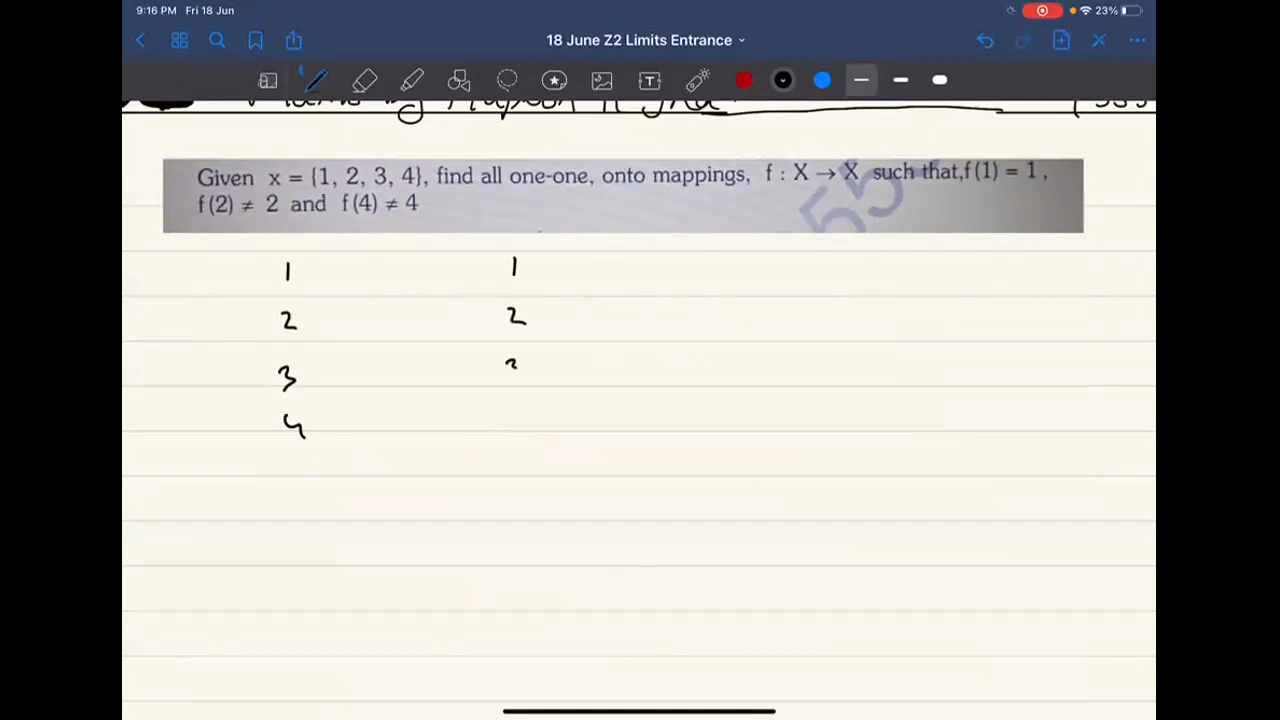 9:16 PM Fri 18 Jun
23%
18 June Z2 Limits Entrance
Given x = {1, 2, 3, 4}, find all one-one, onto mappings, f : X → X such that,f(1) = 1 ,
f(2) ≠ 2 and f(4) ≠ 4
55
1 1
2 2
3
4